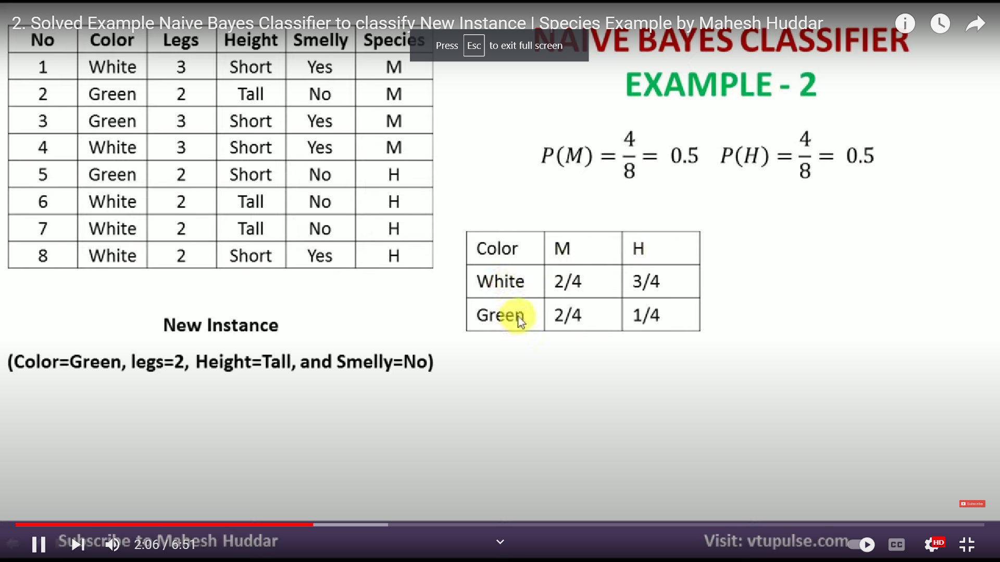 2. Solved Example Naive Bayes Classifier to classify New Instance | Species Example by Mahesh Huddar
Press Esc to exit full screen
NAIVE BAYES CLASSIFIER
EXAMPLE - 2
No Color Legs Height Smelly Species
1 White 3 Short Yes M
2 Green 2 Tall No M
3 Green 3 Short Yes M
4 White 3 Short Yes M
5 Green 2 Short No H
6 White 2 Tall No H
7 White 2 Tall No H
8 White 2 Short Yes H
New Instance
(Color=Green, legs=2, Height=Tall, and Smelly=No)
P(M) = 4/8 = 0.5 P(H) = 4/8 = 0.5
Color M H
White 2/4 3/4
Green 2/4 1/4
Subscribe
Subscribe to Mahesh Huddar
2:06 / 6:51
Visit: vtupulse.com
CC
HD